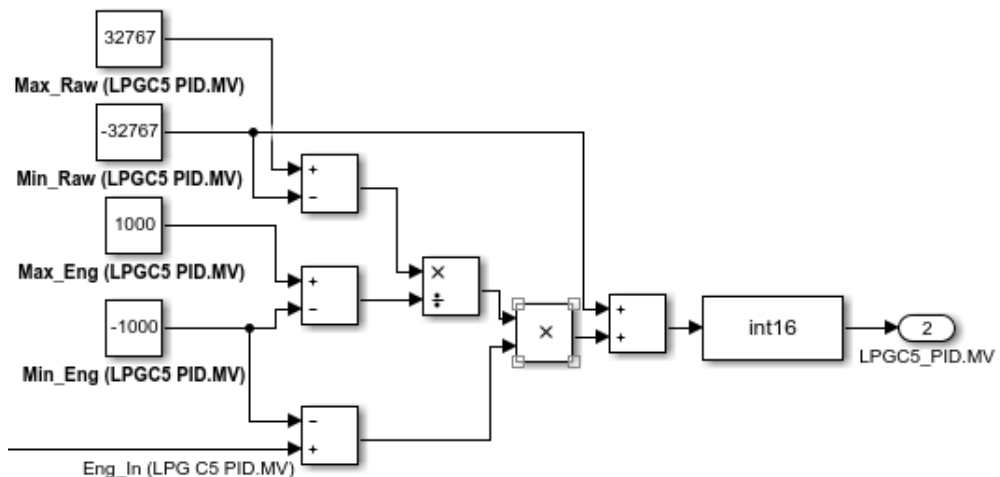 32767
Max_Raw (LPGC5 PID.MV)
-32767
Min_Raw (LPGC5 PID.MV)
+
−
1000
Max_Eng (LPGC5 PID.MV)
×
÷
+
−
-1000
Min_Eng (LPGC5 PID.MV)
×
+
+
int16
2
LPGC5_PID.MV
−
+
Eng_In (LPG C5 PID.MV)